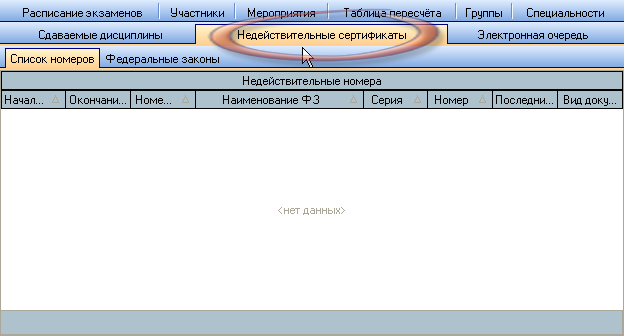 Расписание экзаменов Участники Мероприятия Таблица пересчёта Группы Специальности
Сдаваемые дисциплины Недействительные сертификаты Электронная очередь
Список номеров Федеральные законы
Недействительные номера
Начал... Окончани... Номе... Наименование ФЗ Серия Номер Последни... Вид доку...
<нет данных>